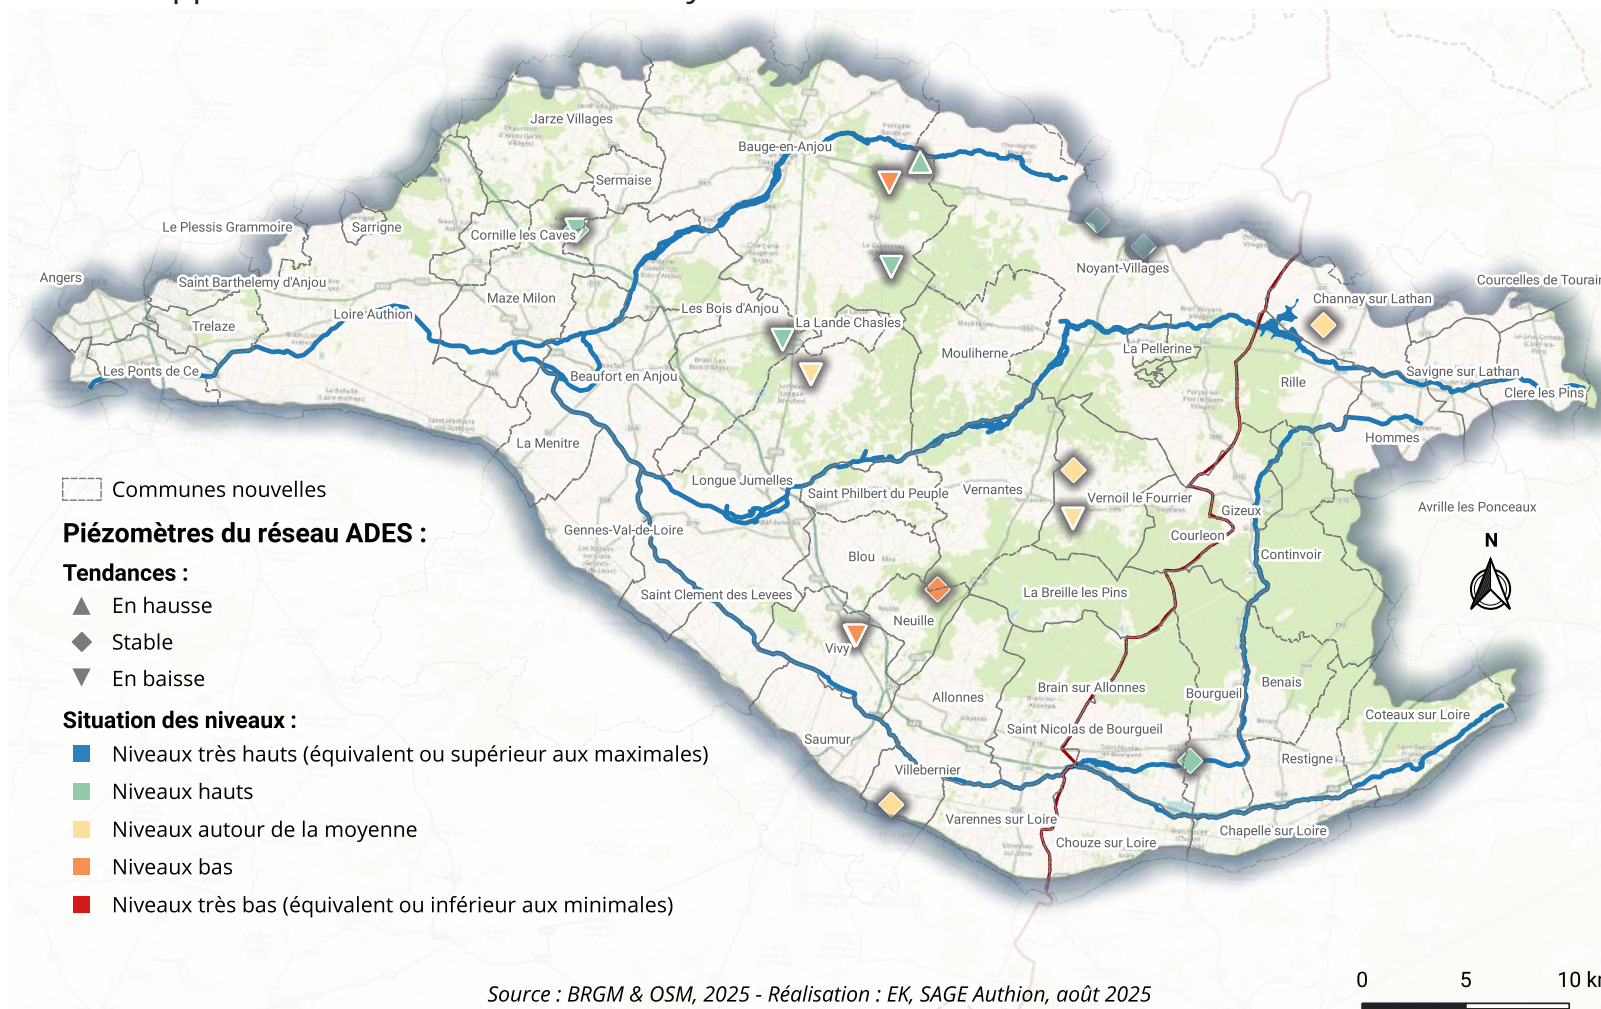 Jarze Villages
Bauge-en-Anjou
Sermaise
Le Plessis Grammoire
Sarrigne
Cornille les Caves
Angers
Saint Barthelemy d'Anjou
Noyant-Villages
Courcelles de Tourain
Maze Milon
Channay sur Lathan
Loire Authion
Les Bois d'Anjou
Trelaze
La Lande Chasles
Mouliherne
La Pellerine
Les Ponts de Ce
Beaufort en Anjou
Rille
Savigne sur Lathan
Clere les Pins
La Menitre
Hommes
Longue Jumelles
Saint Philbert du Peuple
Vernantes
Vernoil le Fourrier
Gizeux
Avrille les Ponceaux
Gennes-Val-de-Loire
Courleon
Blou
Continvoir
N
Saint Clement des Levees
La Breille les Pins
Neuille
Vivy
Allonnes
Brain sur Allonnes
Bourgueil
Benais
Coteaux sur Loire
Saint Nicolas de Bourgueil
Saumur
Villebernier
Restigne
Varennes sur Loire
Chapelle sur Loire
Chouze sur Loire
Communes nouvelles
Piézomètres du réseau ADES :
Tendances :
En hausse
Stable
En baisse
Situation des niveaux :
Niveaux très hauts (équivalent ou supérieur aux maximales)
Niveaux hauts
Niveaux autour de la moyenne
Niveaux bas
Niveaux très bas (équivalent ou inférieur aux minimales)
0 5 10 km
Source : BRGM & OSM, 2025 - Réalisation : EK, SAGE Authion, août 2025